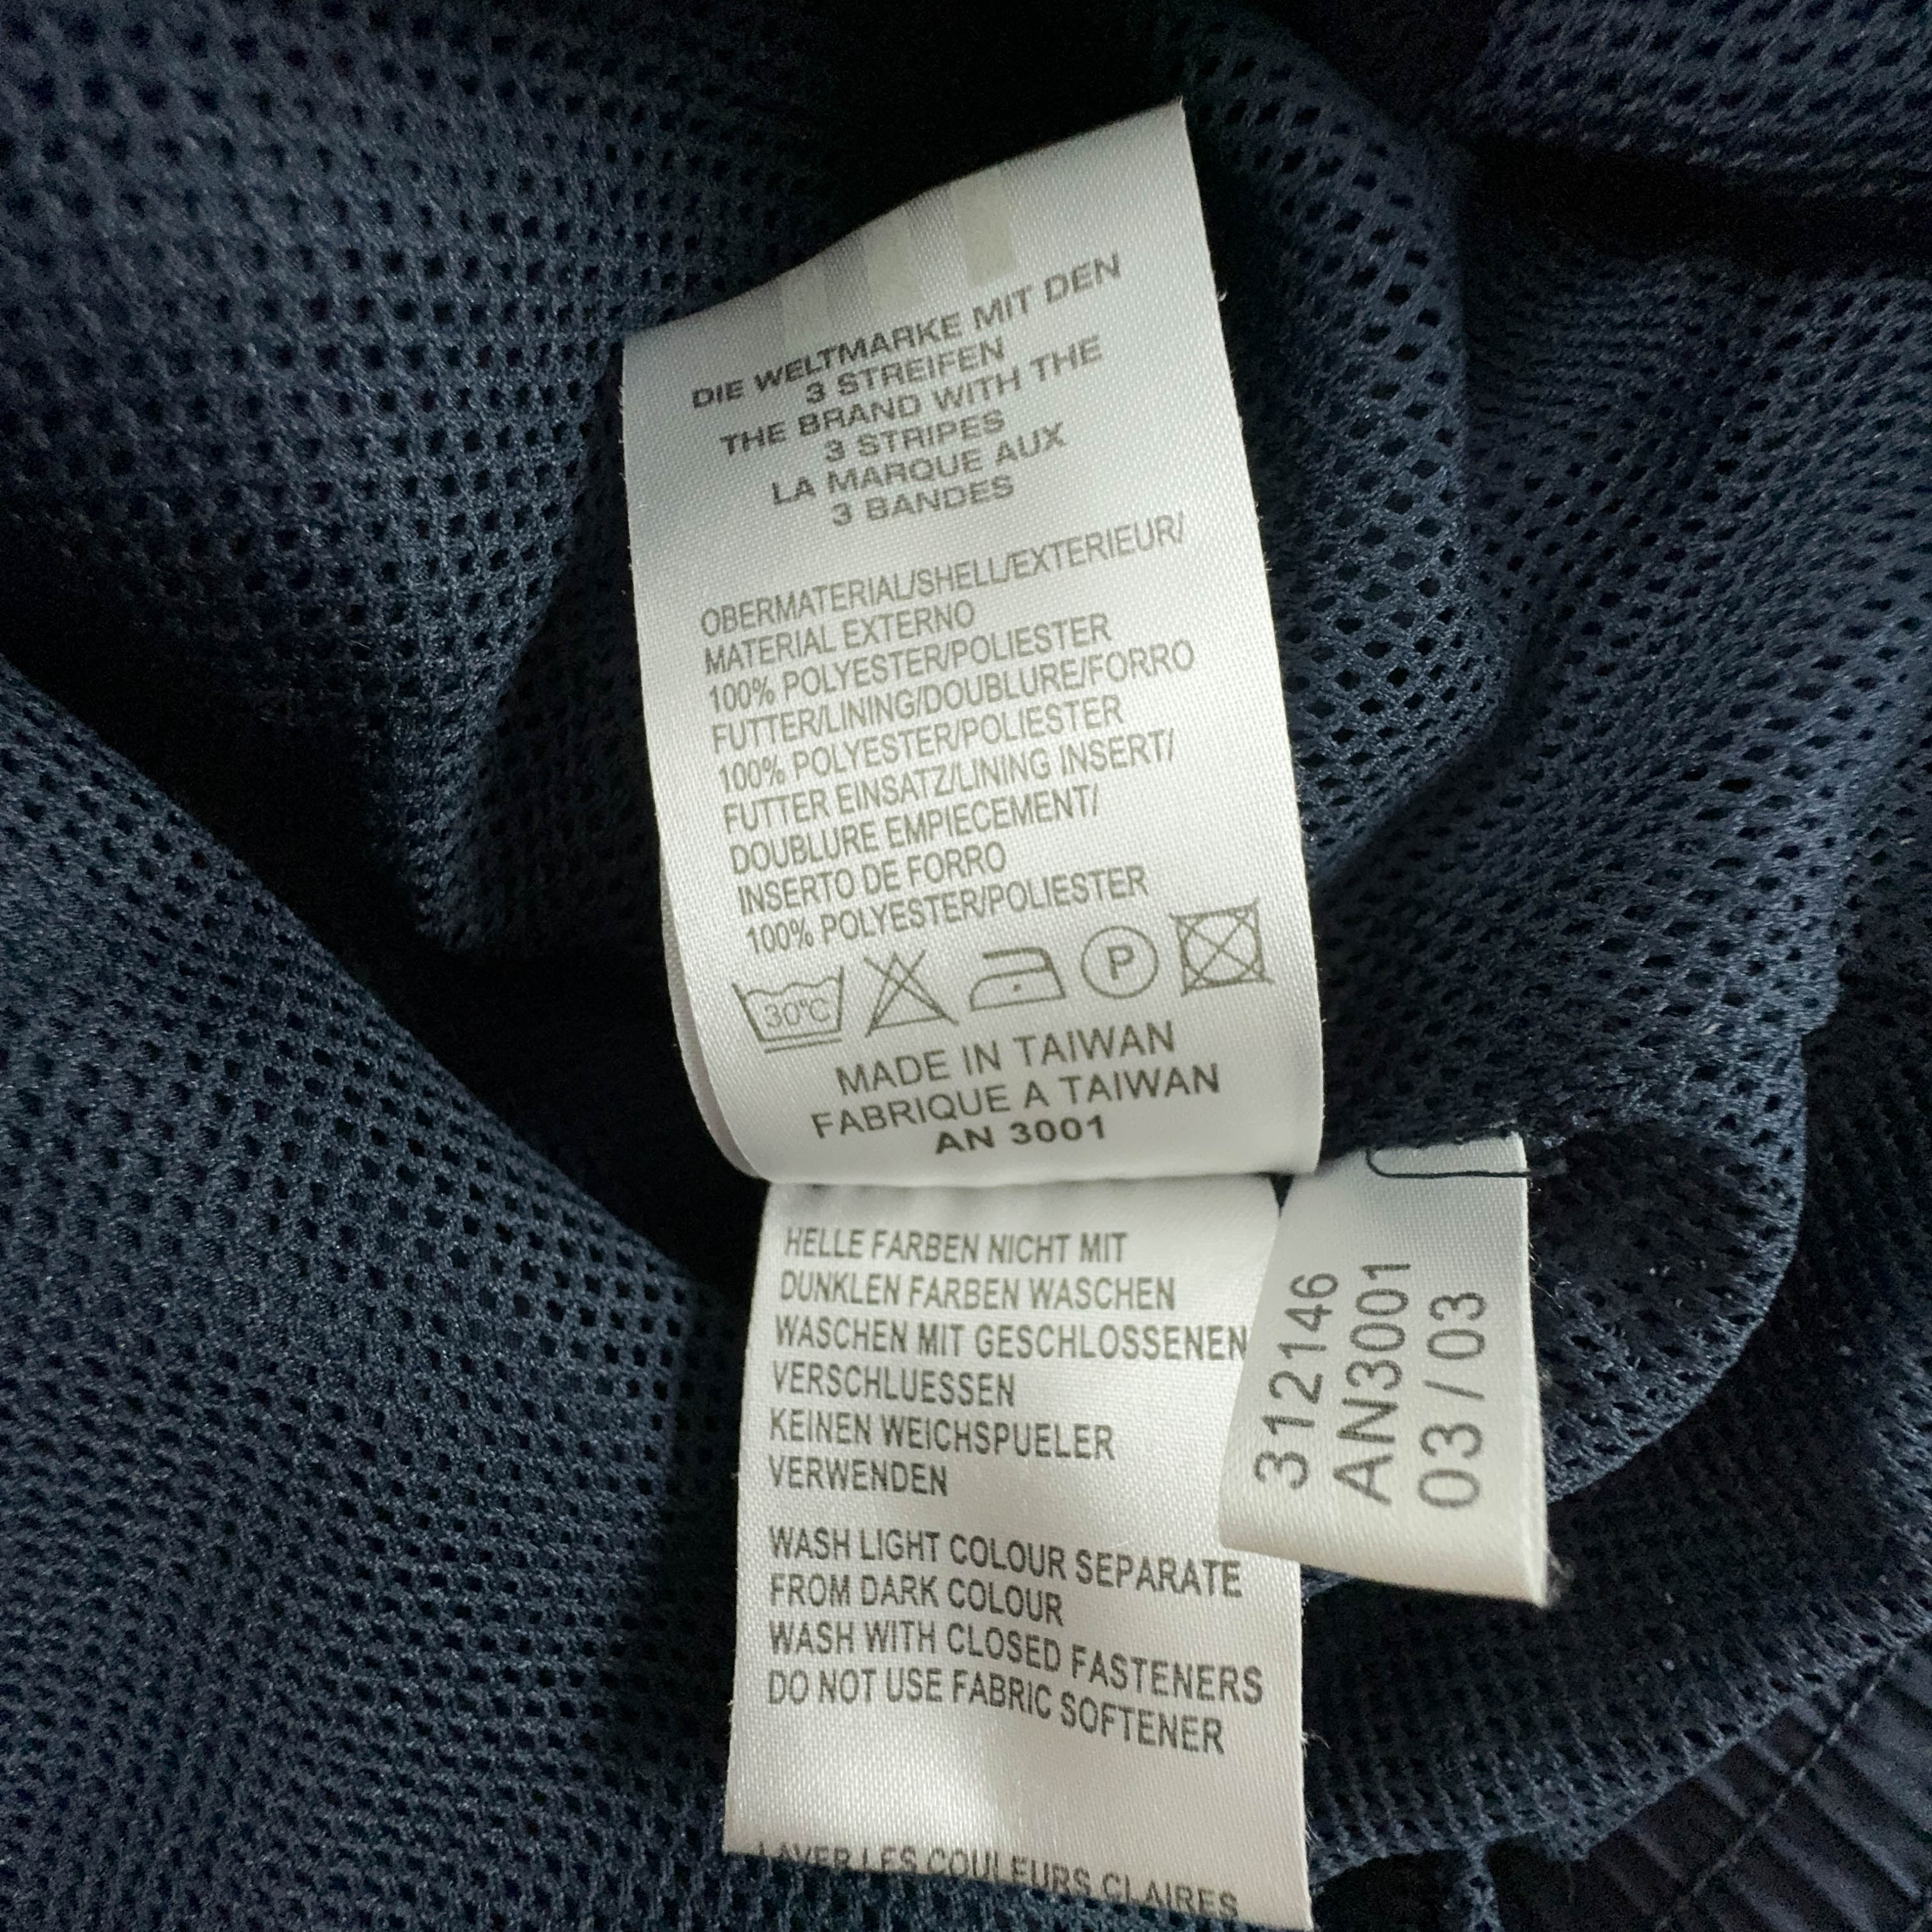 DIE WELTMARKE MIT DEN
3 STREIFEN
THE BRAND WITH THE
3 STRIPES
LA MARQUE AUX
3 BANDES
OBERMATERIAL/SHELL/EXTERIEUR/
MATERIAL EXTERNO
100% POLYESTER/POLIESTER
FUTTER/LINING/DOUBLURE/FORRO
100% POLYESTER/POLIESTER
FUTTER EINSATZ/LINING INSERT/
DOUBLURE EMPIECEMENT/
INSERTO DE FORRO
100% POLYESTER/POLIESTER
30°C P
MADE IN TAIWAN
FABRIQUE A TAIWAN
AN 3001
HELLE FARBEN NICHT MIT
DUNKLEN FARBEN WASCHEN
WASCHEN MIT GESCHLOSSENEN
VERSCHLUESSEN
KEINEN WEICHSPUELER
VERWENDEN
WASH LIGHT COLOUR SEPARATE
FROM DARK COLOUR
WASH WITH CLOSED FASTENERS
DO NOT USE FABRIC SOFTENER
LAVER LES COULEURS CLAIRES
312146
AN3001
03/03